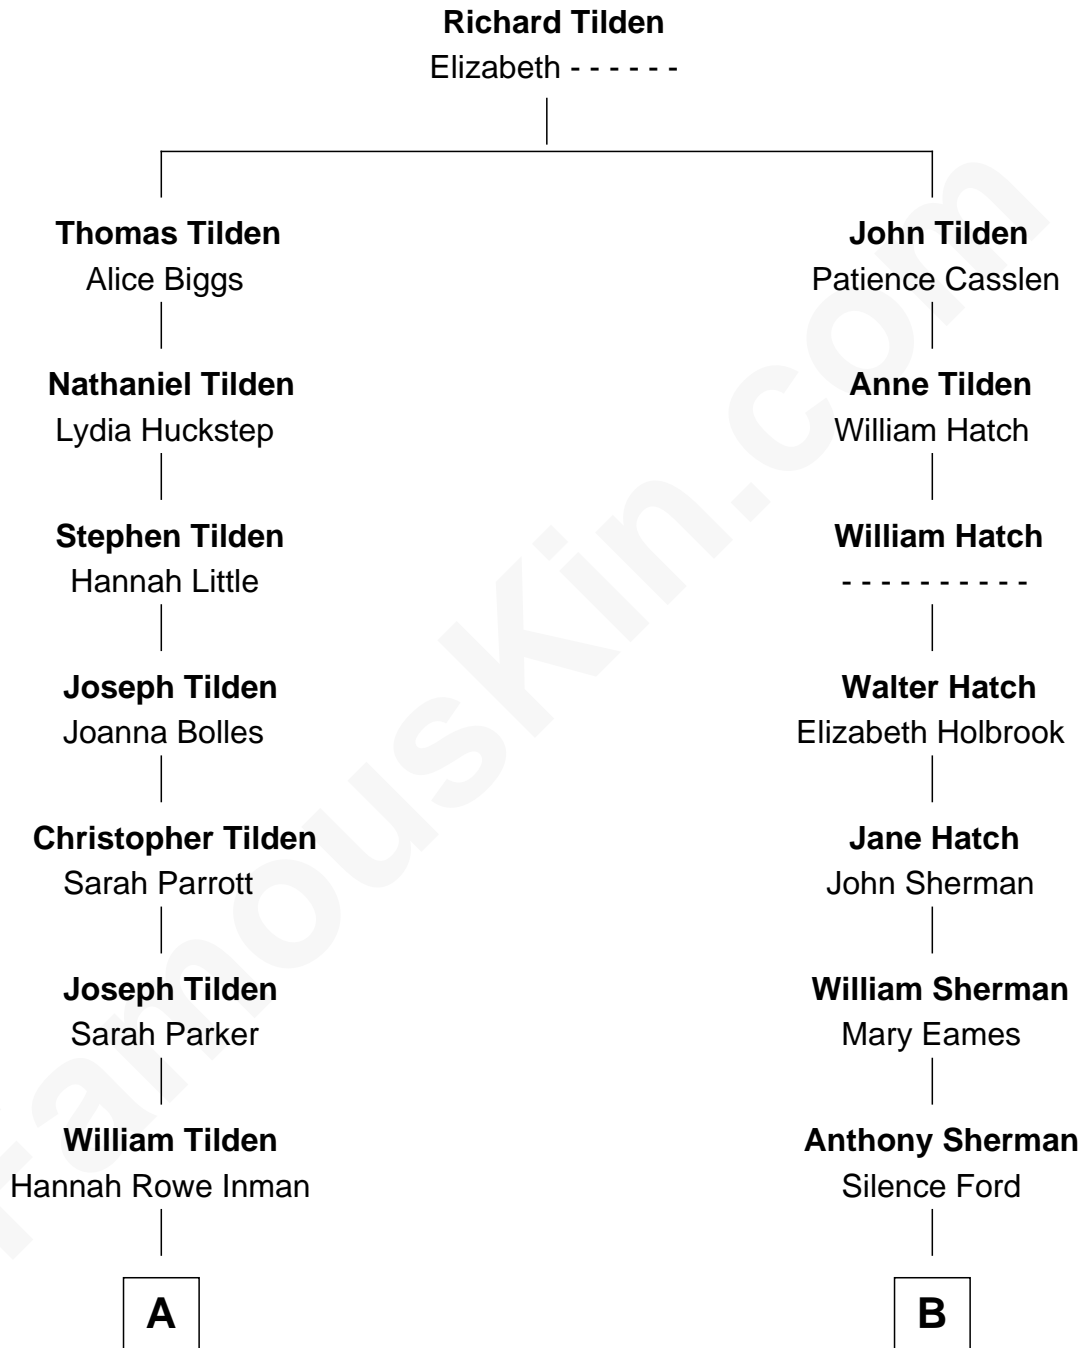 Richard Tilden
Elizabeth - - - - - -
Thomas Tilden
Alice Biggs
John Tilden
Patience Casslen
Nathaniel Tilden
Lydia Huckstep
Anne Tilden
William Hatch
Stephen Tilden
Hannah Little
William Hatch
- - - - - - - - - -
Joseph Tilden
Joanna Bolles
Walter Hatch
Elizabeth Holbrook
Christopher Tilden
Sarah Parrott
Jane Hatch
John Sherman
Joseph Tilden
Sarah Parker
William Sherman
Mary Eames
William Tilden
Hannah Rowe Inman
Anthony Sherman
Silence Ford
A
B
FamousKin.com